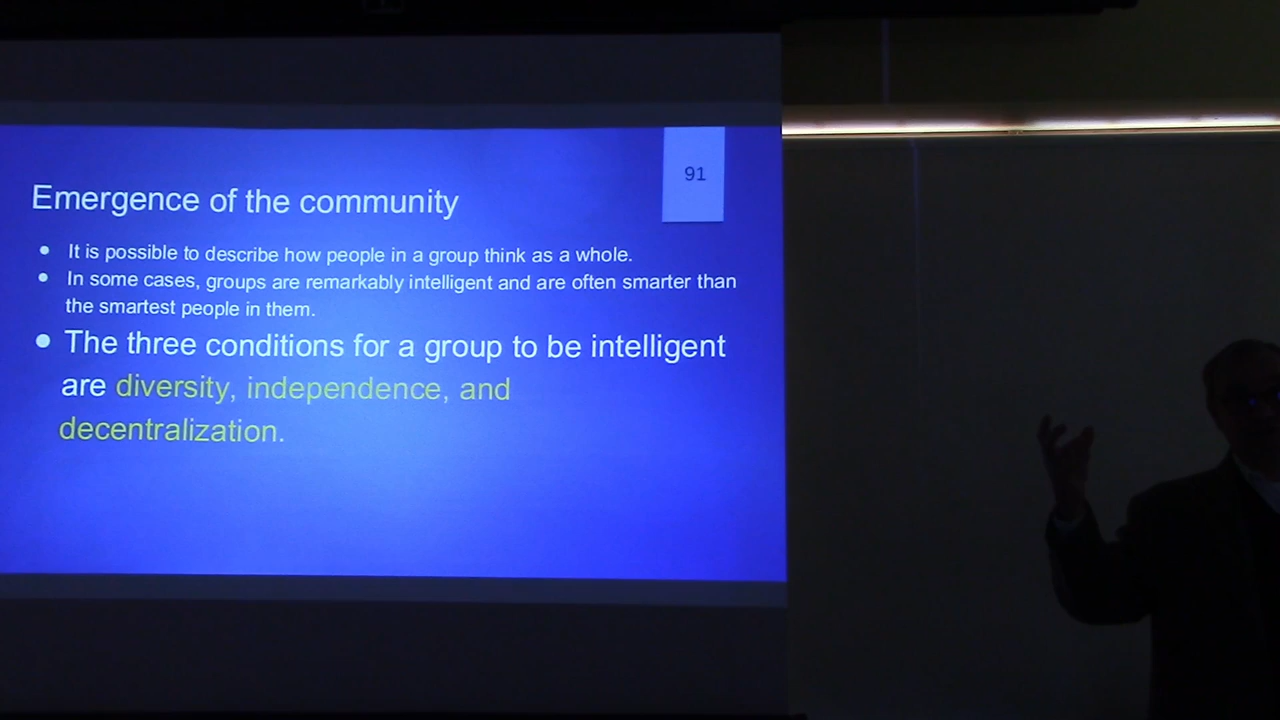 91
Emergence of the community
• It is possible to describe how people in a group think as a whole.
• In some cases, groups are remarkably intelligent and are often smarter than
the smartest people in them.
• The three conditions for a group to be intelligent
are diversity, independence, and
decentralization.